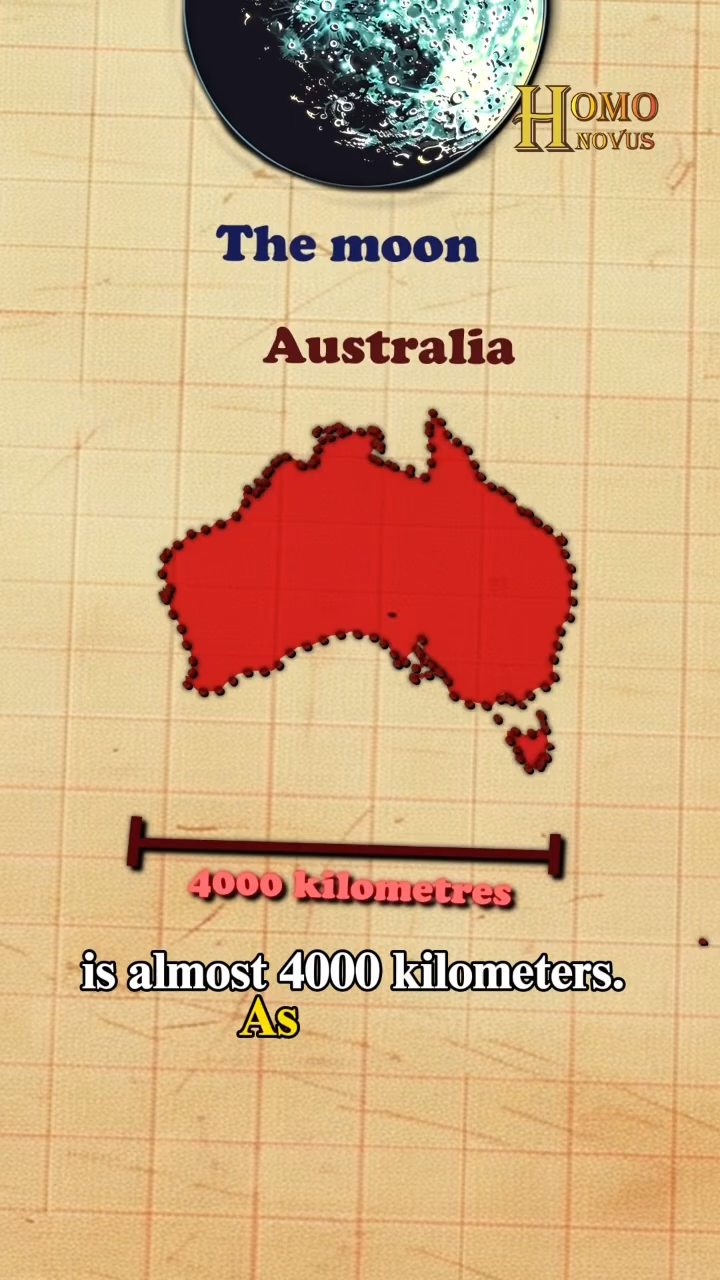 HOMO
NOVUS
The moon
Australia
4000 kilometres
is almost 4000 kilometers.
As